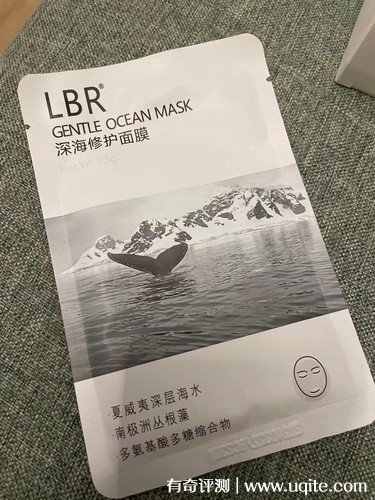 LBR®
GENTLE OCEAN MASK
深海修护面膜
Net Wt. 25g
·夏威夷深层海水
·南极洲丛根藻
·多氨基酸多糖缩合物
有奇评测 | www.uqite.com